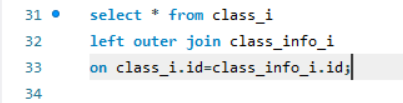 31 select * from class_i
32 left outer join class_info_i
33 on class_i.id=class_info_i.id;
34